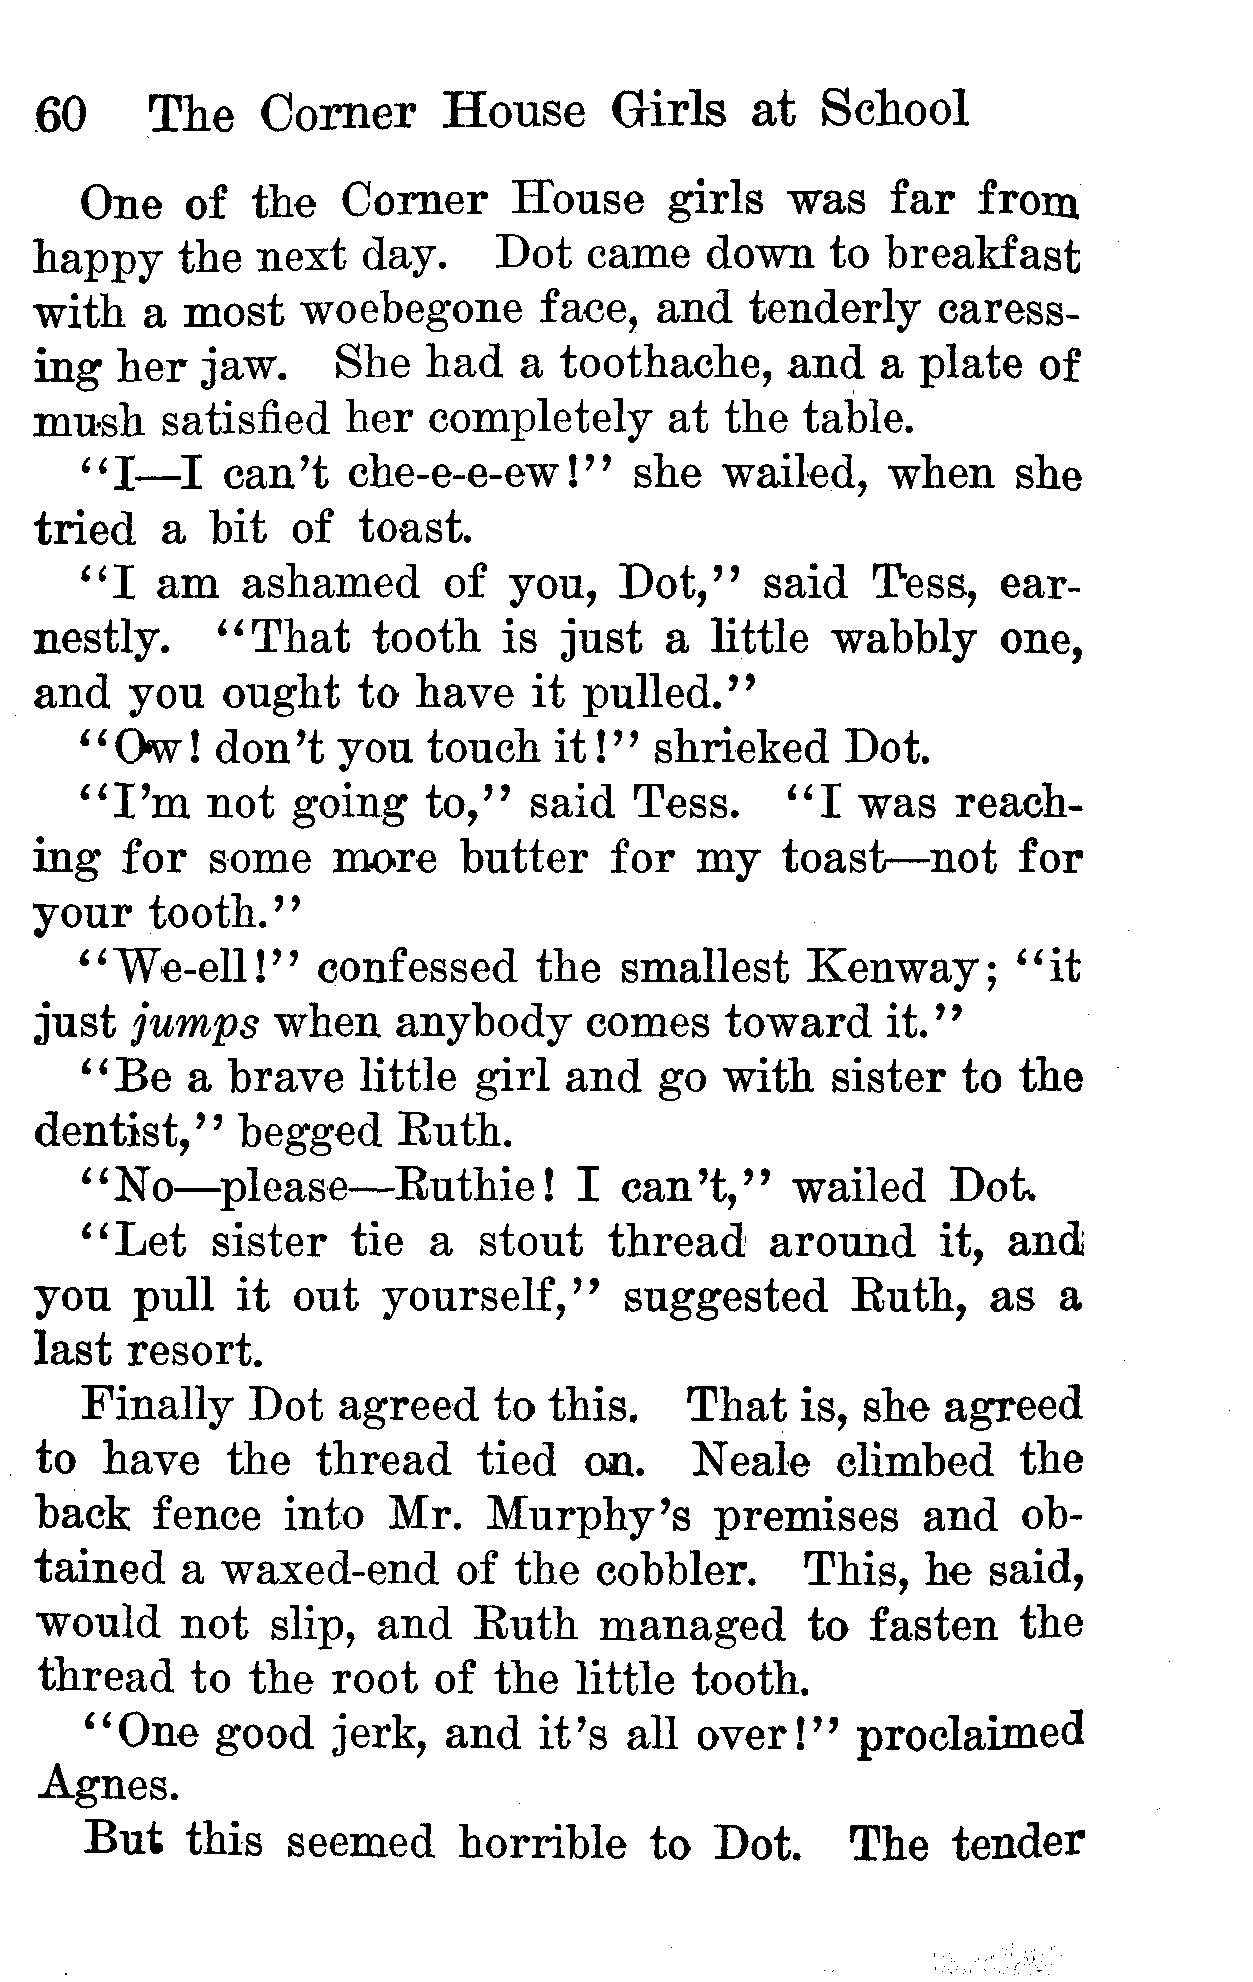 60 The Corner House Girls at School
One of the Corner House girls was far from
happy the next day. Dot came down to breakfast
with a most woebegone face, and tenderly caress-
ing her jaw. She had a toothache, and a plate of
mush satisfied her completely at the table.
“I—I can’t che-e-e-ew!” she wailed, when she
tried a bit of toast.
“I am ashamed of you, Dot,” said Tess, ear-
nestly. “That tooth is just a little wabbly one,
and you ought to have it pulled.”
“Ow! don’t you touch it!” shrieked Dot.
“I’m not going to,” said Tess. “I was reach-
ing for some more butter for my toast—not for
your tooth.”
“We-ell!” confessed the smallest Kenway; “it
just jumps when anybody comes toward it.”
“Be a brave little girl and go with sister to the
dentist,” begged Ruth.
“No—please—Ruthie! I can’t,” wailed Dot.
“Let sister tie a stout thread around it, and
you pull it out yourself,” suggested Ruth, as a
last resort.
Finally Dot agreed to this. That is, she agreed
to have the thread tied on. Neale climbed the
back fence into Mr. Murphy’s premises and ob-
tained a waxed-end of the cobbler. This, he said,
would not slip, and Ruth managed to fasten the
thread to the root of the little tooth.
“One good jerk, and it’s all over!” proclaimed
Agnes.
But this seemed horrible to Dot. The tender